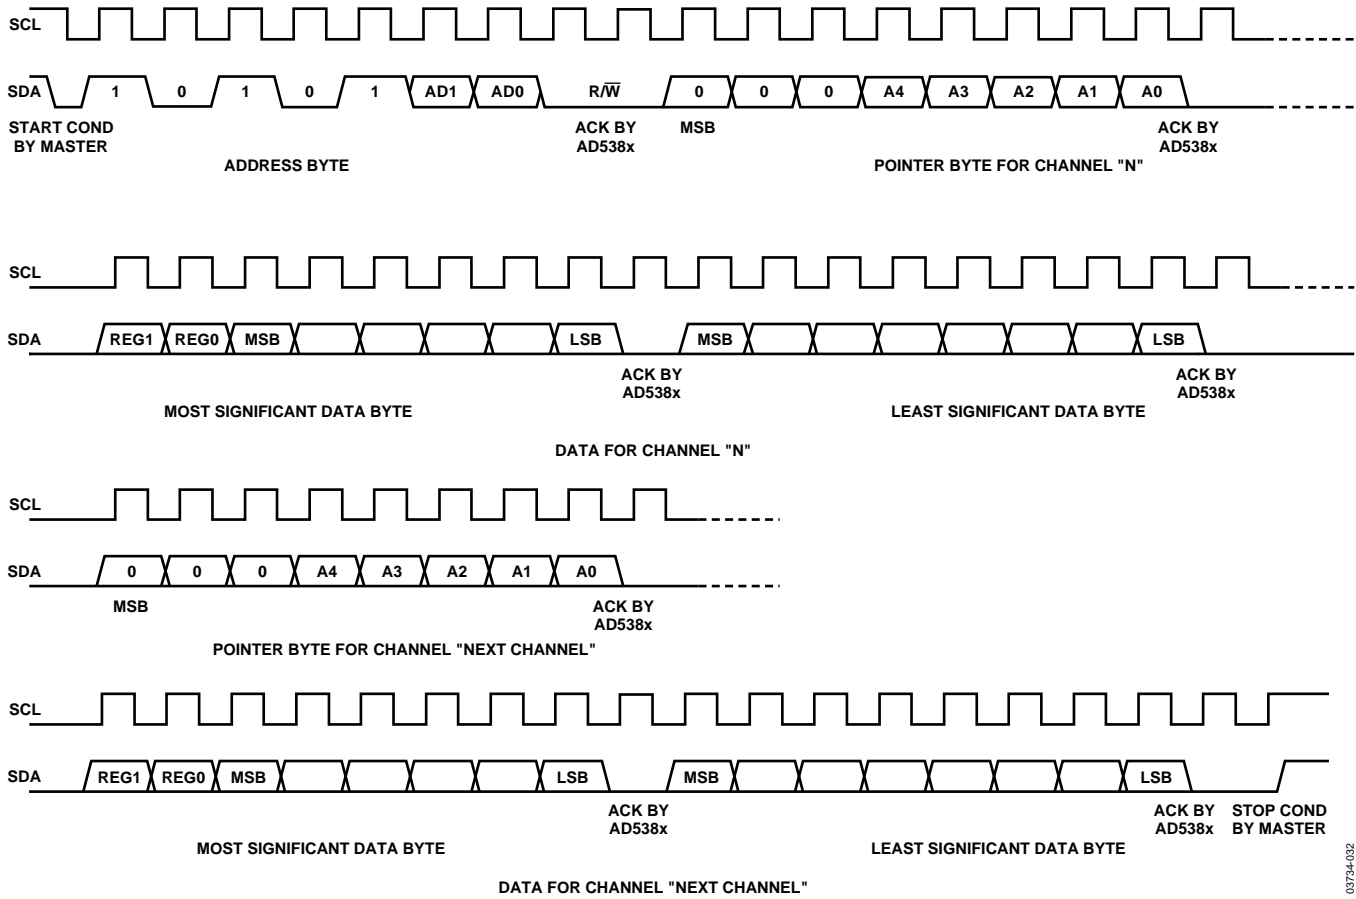 SCL
SDA 1 0 1 0 1 AD1 AD0 R/W̅ 0 0 0 A4 A3 A2 A1 A0
START COND BY MASTER
ACK BY AD538x
MSB
ACK BY AD538x
ADDRESS BYTE
POINTER BYTE FOR CHANNEL "N"
SCL
SDA REG1 REG0 MSB LSB MSB LSB
ACK BY AD538x
ACK BY AD538x
MOST SIGNIFICANT DATA BYTE
LEAST SIGNIFICANT DATA BYTE
DATA FOR CHANNEL "N"
SCL
SDA 0 0 0 A4 A3 A2 A1 A0
MSB
ACK BY AD538x
POINTER BYTE FOR CHANNEL "NEXT CHANNEL"
SCL
SDA REG1 REG0 MSB LSB MSB LSB
ACK BY AD538x
ACK BY AD538x
STOP COND BY MASTER
MOST SIGNIFICANT DATA BYTE
LEAST SIGNIFICANT DATA BYTE
DATA FOR CHANNEL "NEXT CHANNEL"
03734-032